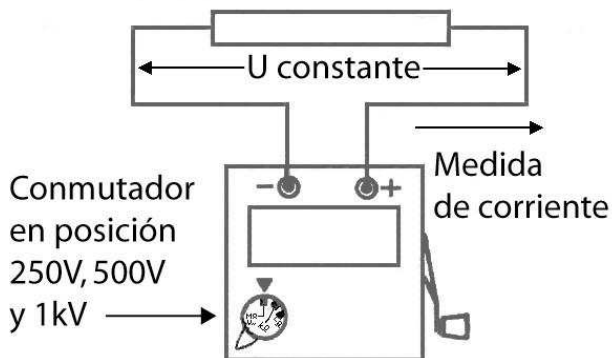 U constante
- +
Medida
de corriente
Conmutador
en posición
250V, 500V
y 1kV